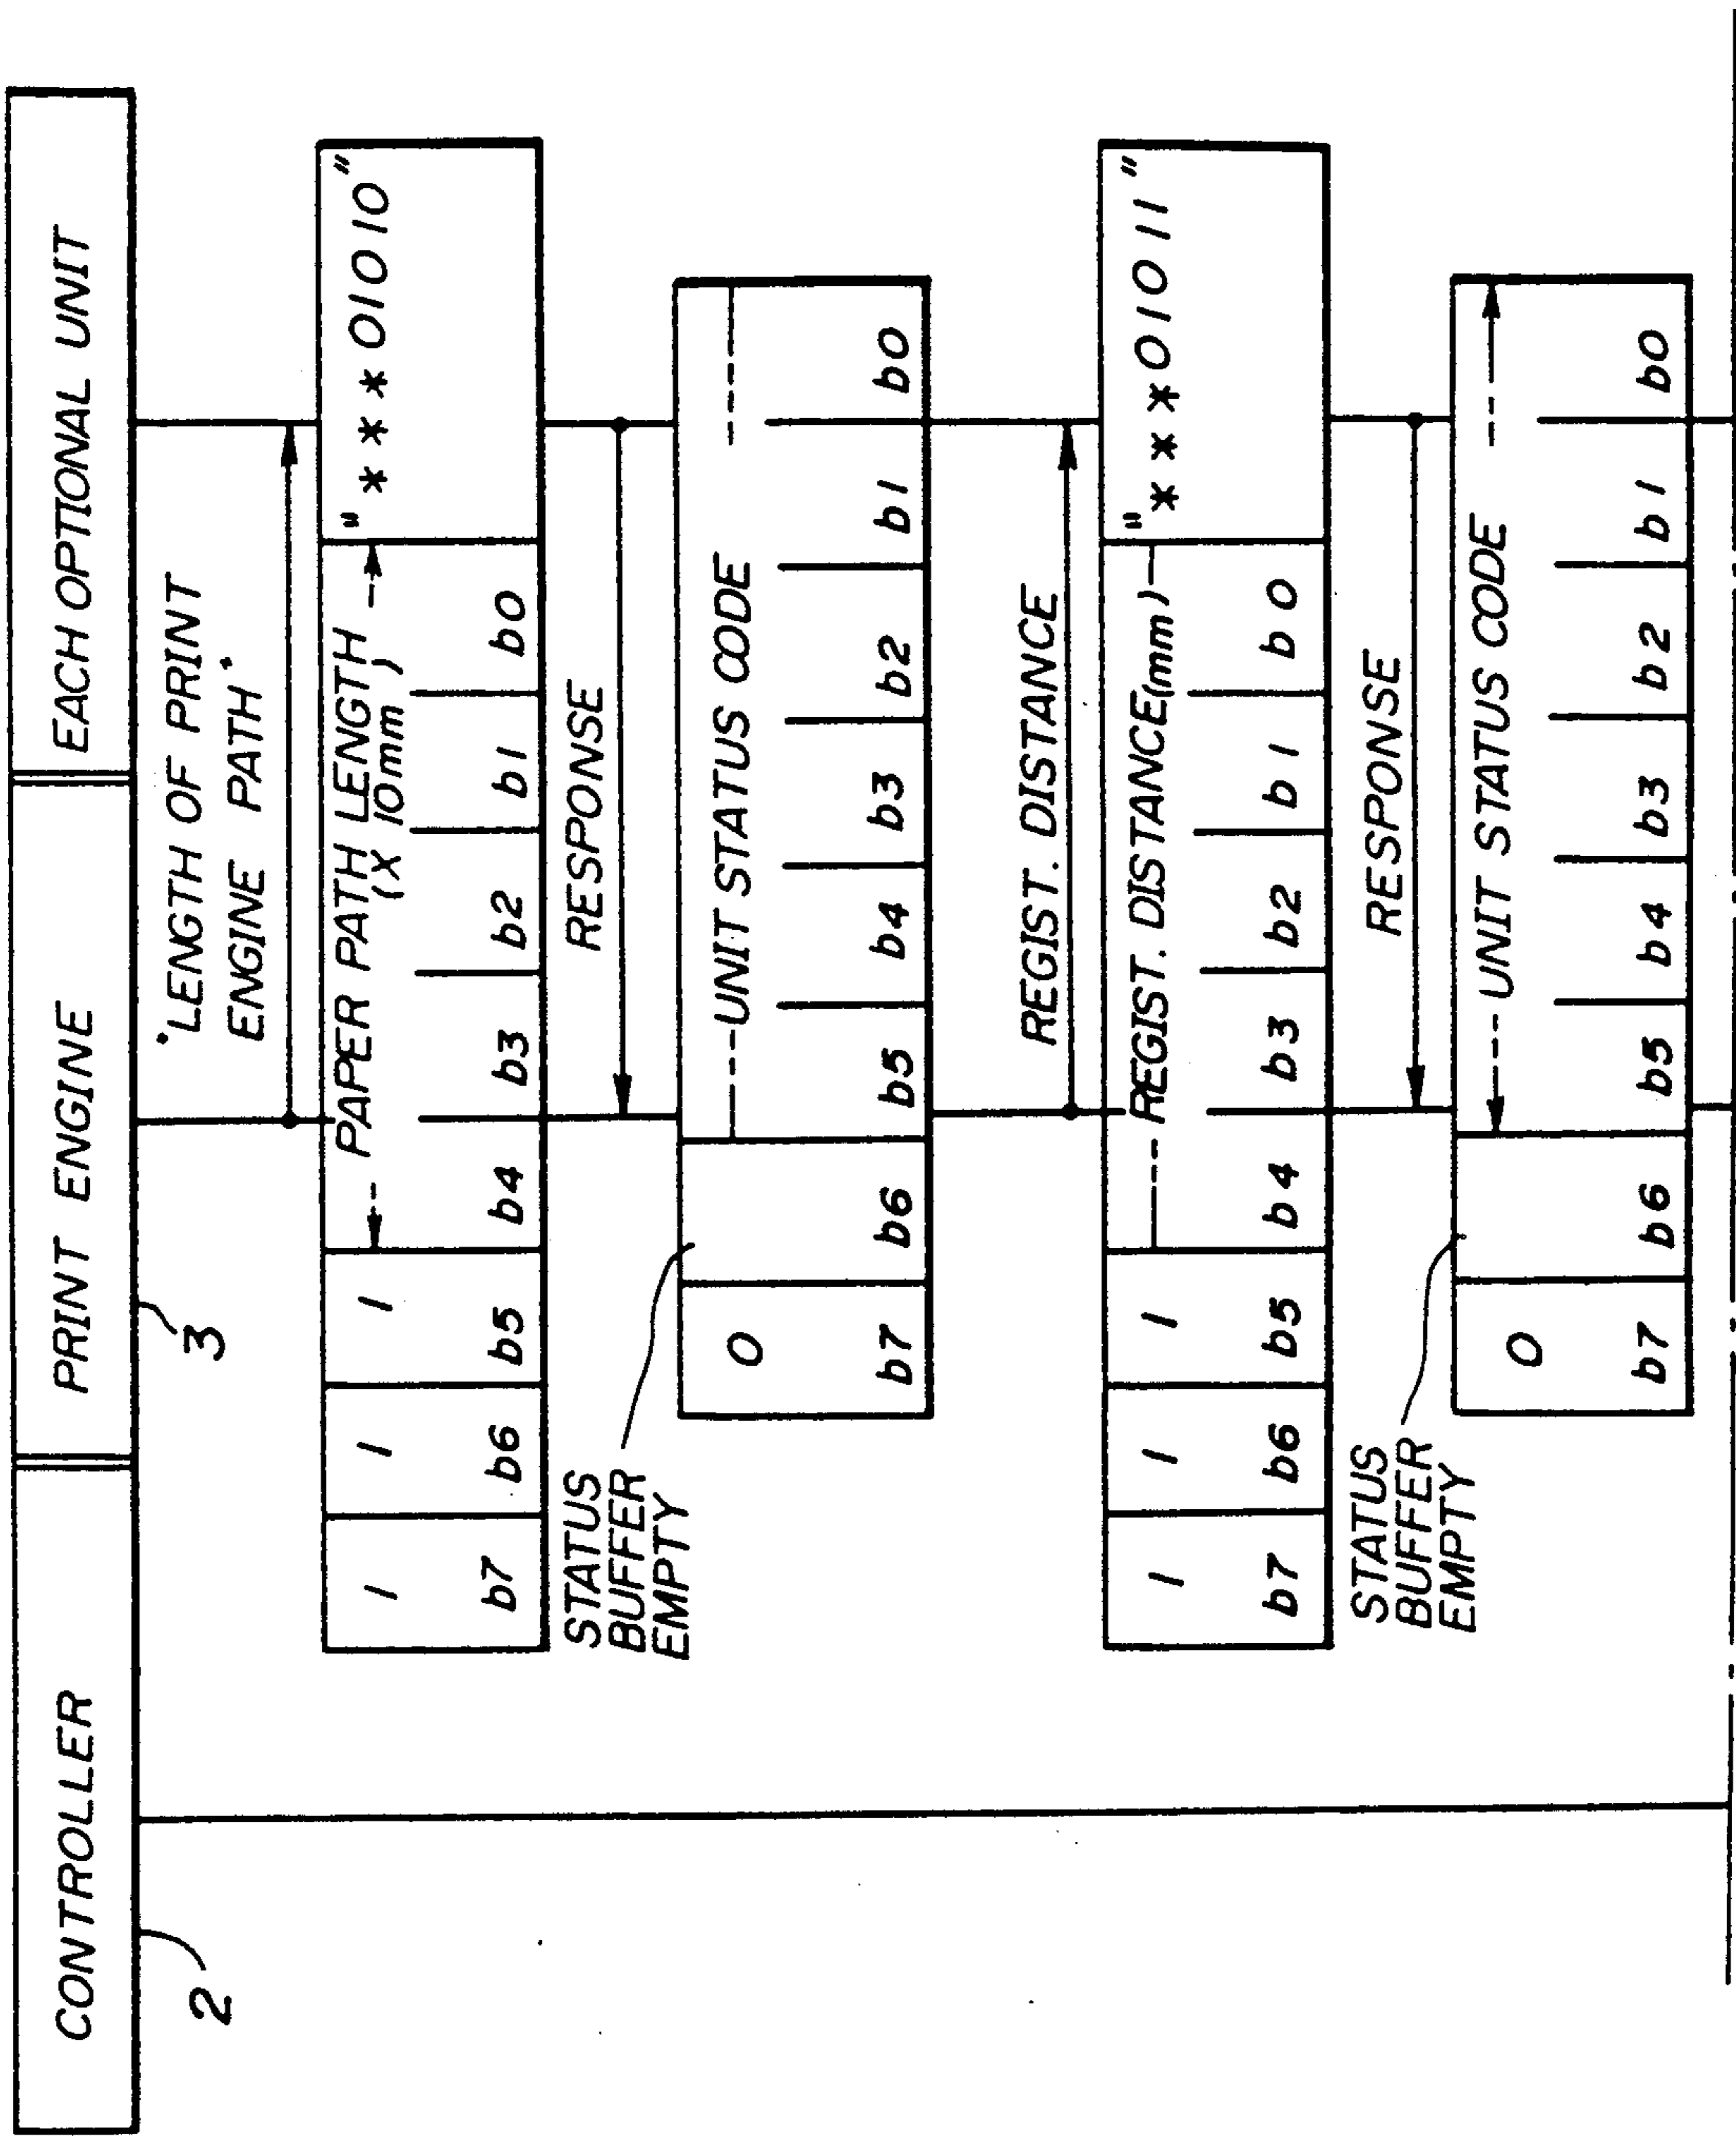 CONTROLLER
PRINT ENGINE
EACH OPTIONAL UNIT
2
3
"LENGTH OF PRINT
ENGINE PATH"
1 1 1 PAPER PATH LENGTH
(X 10mm)
"***01010"
b7 b6 b5 b4 b3 b2 b1 b0
RESPONSE
STATUS
BUFFER
EMPTY
0 UNIT STATUS CODE
b7 b6 b5 b4 b3 b2 b1 b0
REGIST. DISTANCE
1 1 1 REGIST. DISTANCE(mm)
"***01011"
b7 b6 b5 b4 b3 b2 b1 b0
RESPONSE
STATUS
BUFFER
EMPTY
0 UNIT STATUS CODE
b7 b6 b5 b4 b3 b2 b1 b0